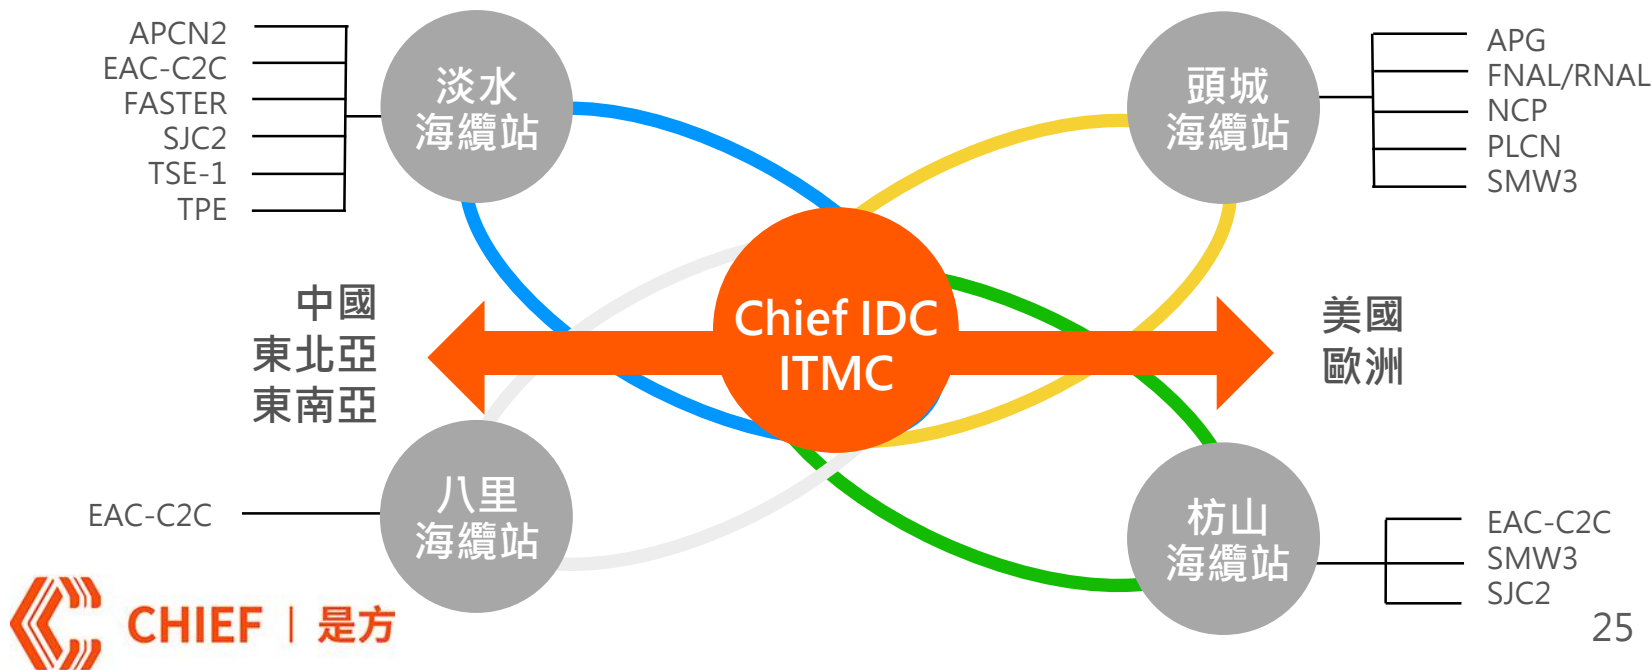 APCN2
EAC-C2C
FASTER
SJC2
TSE-1
TPE
淡水
海纜站
頭城
海纜站
APG
FNAL/RNAL
NCP
PLCN
SMW3
中國
東北亞
東南亞
Chief IDC
ITMC
美國
歐洲
EAC-C2C
八里
海纜站
枋山
海纜站
EAC-C2C
SMW3
SJC2
CHIEF | 是方
25